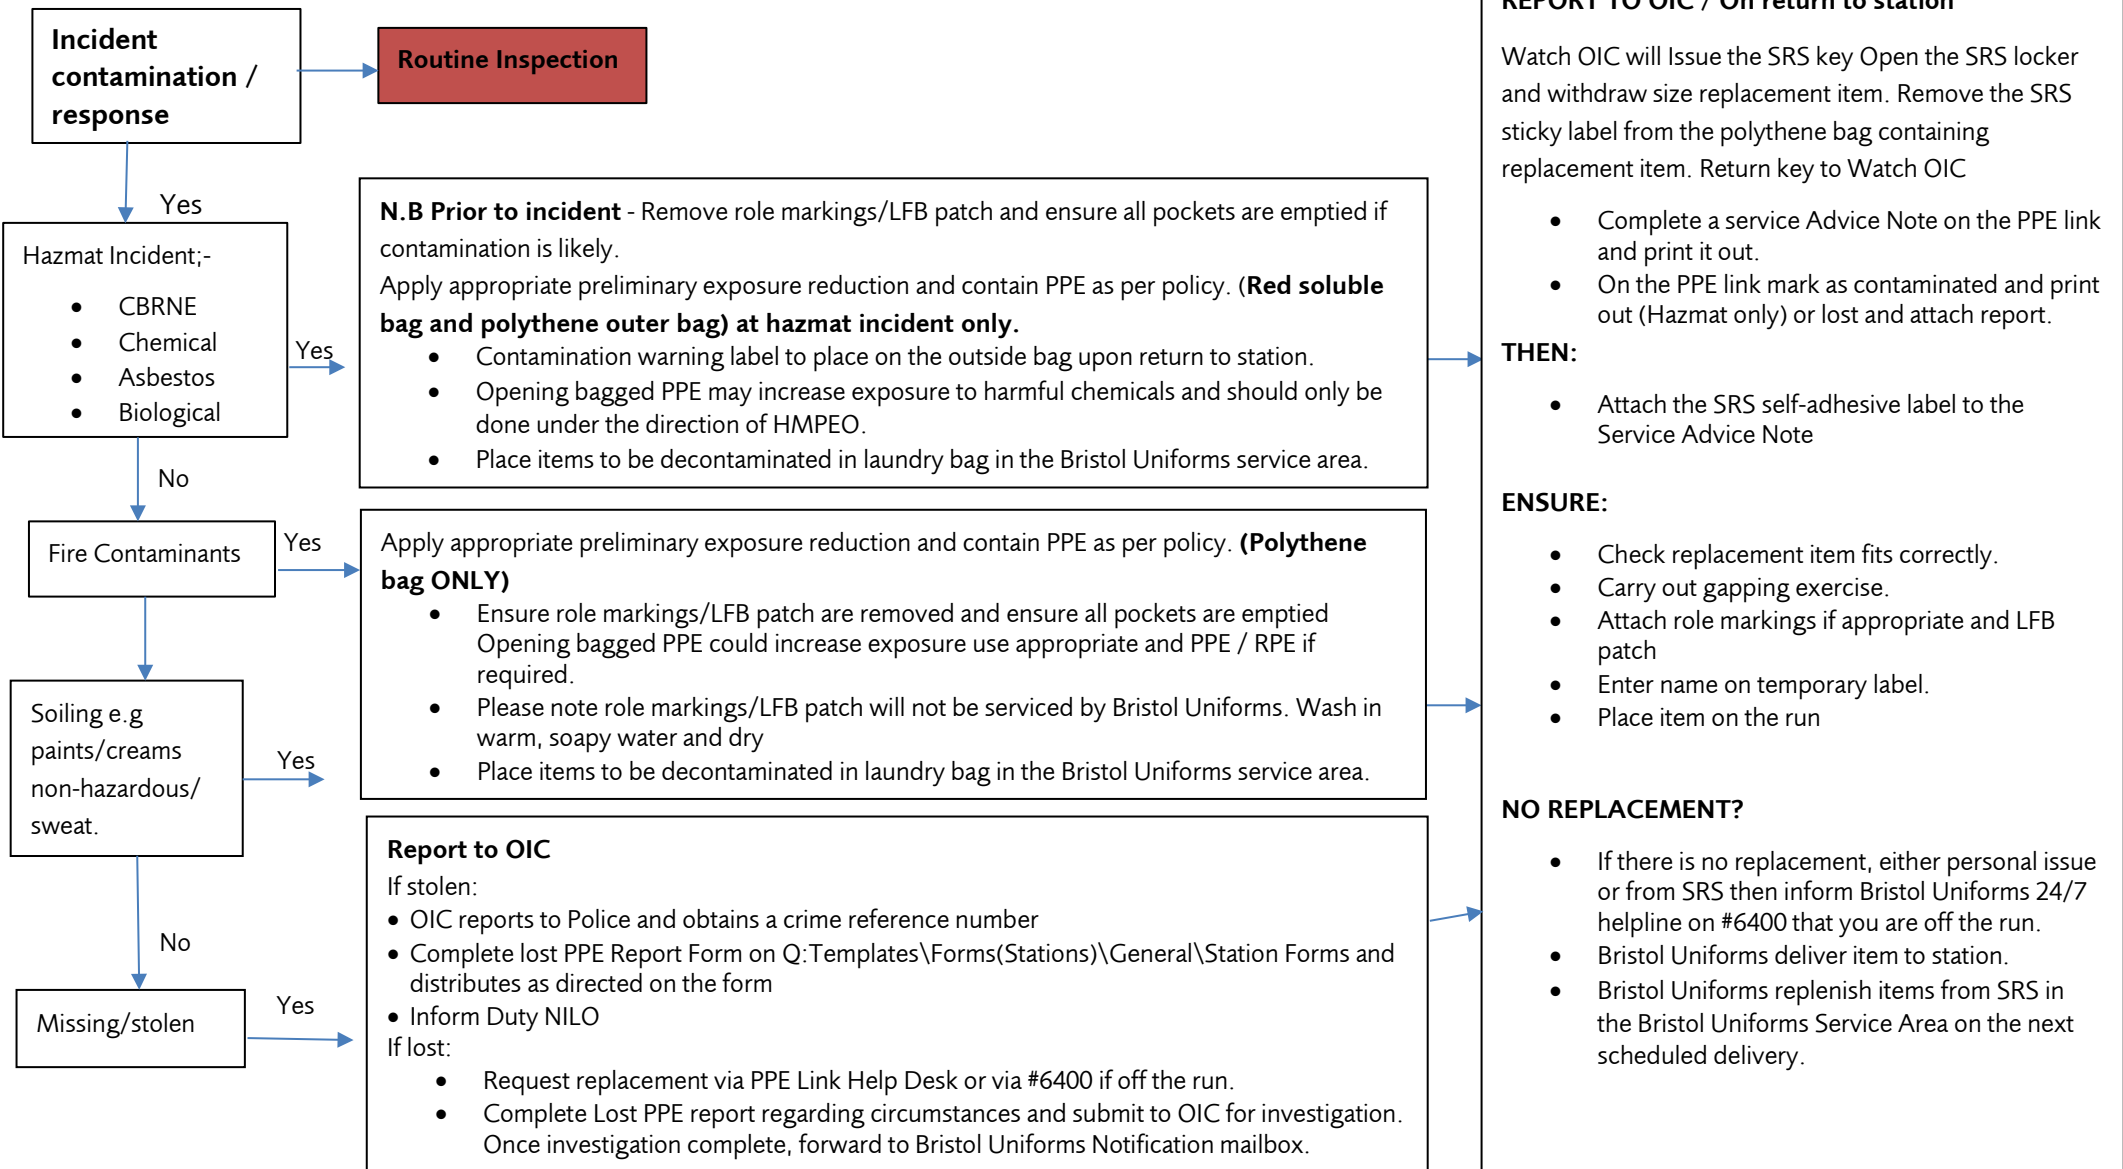 Incident
contamination /
response
Routine Inspection
Yes
Hazmat Incident;-
• CBRNE
• Chemical
• Asbestos
• Biological
Yes
N.B Prior to incident - Remove role markings/LFB patch and ensure all pockets are emptied if
contamination is likely.
Apply appropriate preliminary exposure reduction and contain PPE as per policy. (Red soluble
bag and polythene outer bag) at hazmat incident only.
• Contamination warning label to place on the outside bag upon return to station.
• Opening bagged PPE may increase exposure to harmful chemicals and should only be
done under the direction of HMPEO.
• Place items to be decontaminated in laundry bag in the Bristol Uniforms service area.
No
Fire Contaminants
Yes
Apply appropriate preliminary exposure reduction and contain PPE as per policy. (Polythene
bag ONLY)
• Ensure role markings/LFB patch are removed and ensure all pockets are emptied
Opening bagged PPE could increase exposure use appropriate and PPE / RPE if
required.
• Please note role markings/LFB patch will not be serviced by Bristol Uniforms. Wash in
warm, soapy water and dry
• Place items to be decontaminated in laundry bag in the Bristol Uniforms service area.
Soiling e.g
paints/creams
non-hazardous/
sweat.
Yes
No
Missing/stolen
Yes
Report to OIC
If stolen:
• OIC reports to Police and obtains a crime reference number
• Complete lost PPE Report Form on Q:Templates\Forms(Stations)\General\Station Forms and
distributes as directed on the form
• Inform Duty NILO
If lost:
• Request replacement via PPE Link Help Desk or via #6400 if off the run.
• Complete Lost PPE report regarding circumstances and submit to OIC for investigation.
Once investigation complete, forward to Bristol Uniforms Notification mailbox.
REPORT TO OIC / On return to station
Watch OIC will Issue the SRS key Open the SRS locker
and withdraw size replacement item. Remove the SRS
sticky label from the polythene bag containing
replacement item. Return key to Watch OIC
• Complete a service Advice Note on the PPE link
and print it out.
• On the PPE link mark as contaminated and print
out (Hazmat only) or lost and attach report.
THEN:
• Attach the SRS self-adhesive label to the
Service Advice Note
ENSURE:
• Check replacement item fits correctly.
• Carry out gapping exercise.
• Attach role markings if appropriate and LFB
patch
• Enter name on temporary label.
• Place item on the run
NO REPLACEMENT?
• If there is no replacement, either personal issue
or from SRS then inform Bristol Uniforms 24/7
helpline on #6400 that you are off the run.
• Bristol Uniforms deliver item to station.
• Bristol Uniforms replenish items from SRS in
the Bristol Uniforms Service Area on the next
scheduled delivery.